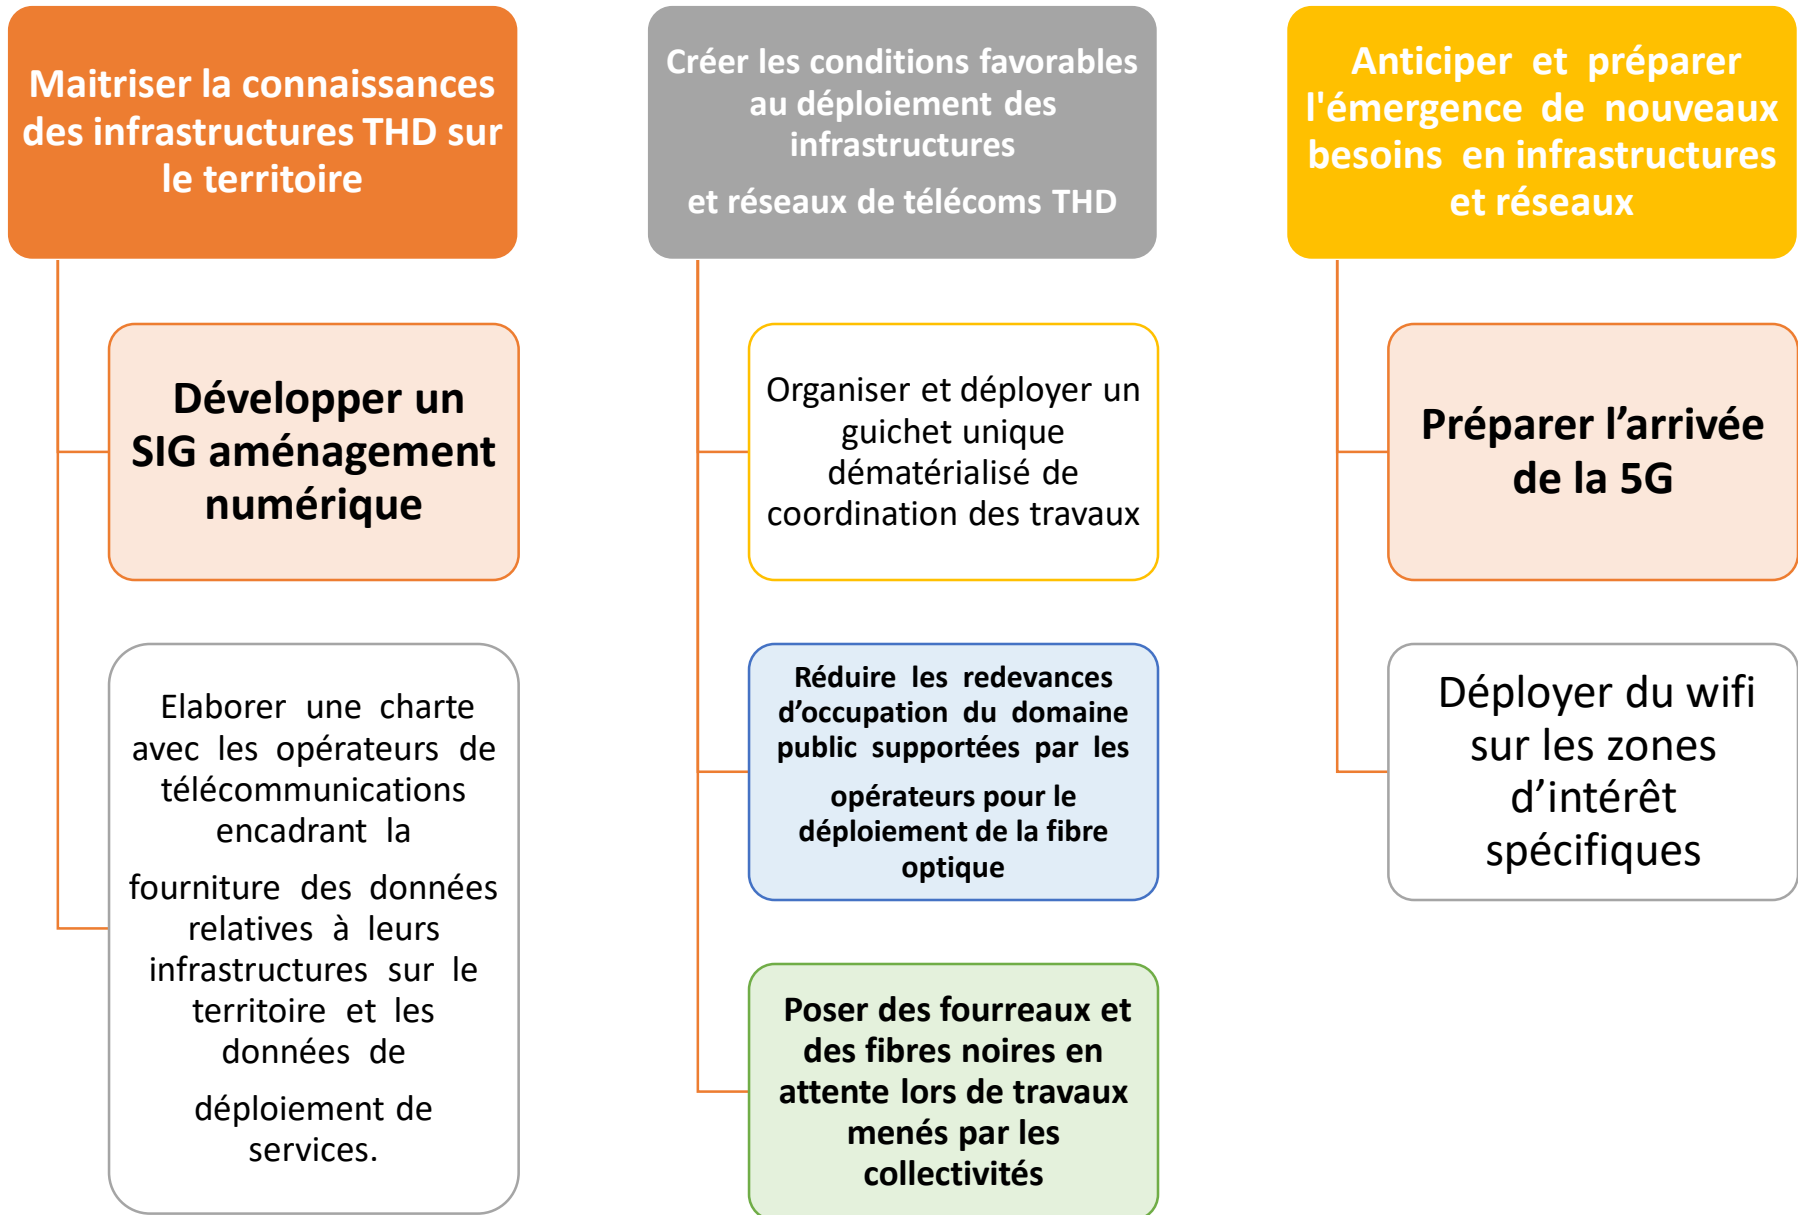 Maitriser la connaissances
des infrastructures THD sur
le territoire
Développer un
SIG aménagement
numérique
Elaborer une charte
avec les opérateurs de
télécommunications
encadrant la
fourniture des données
relatives à leurs
infrastructures sur le
territoire et les
données de
déploiement de
services.
Créer les conditions favorables
au déploiement des
infrastructures
et réseaux de télécoms THD
Organiser et déployer un
guichet unique
dématérialisé de
coordination des travaux
Réduire les redevances
d’occupation du domaine
public supportées par les
opérateurs pour le
déploiement de la fibre
optique
Poser des fourreaux et
des fibres noires en
attente lors de travaux
menés par les
collectivités
Anticiper et préparer
l'émergence de nouveaux
besoins en infrastructures
et réseaux
Préparer l’arrivée
de la 5G
Déployer du wifi
sur les zones
d’intérêt
spécifiques